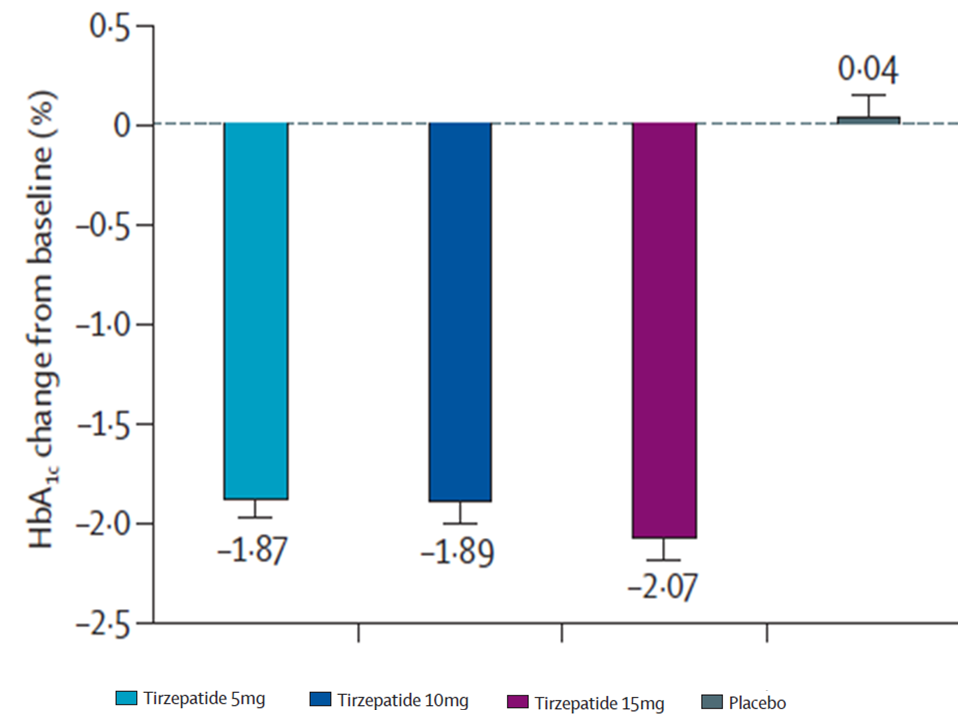 HbA1c change from baseline (%)
0·5
0
–0·5
–1·0
–1·5
–2·0
–2·5
–1·87
–1·89
–2·07
0·04
Tirzepatide 5mg
Tirzepatide 10mg
Tirzepatide 15mg
Placebo